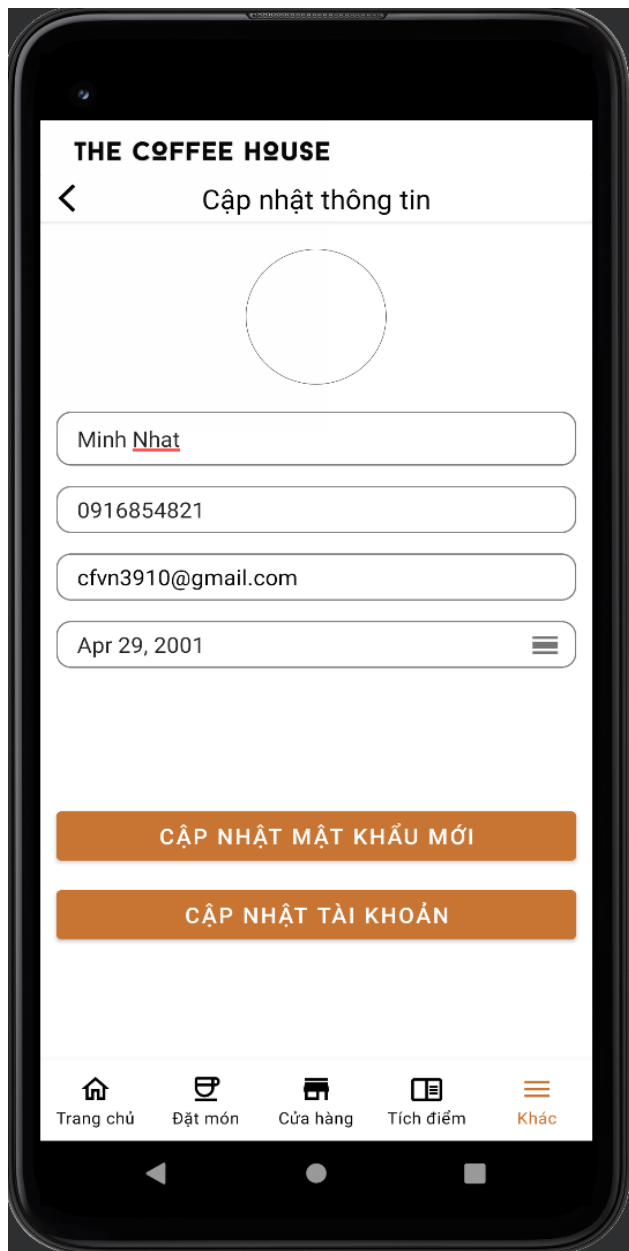 THE COFFEE HOUSE
Cập nhật thông tin
Minh Nhat
0916854821
cfvn3910@gmail.com
Apr 29, 2001
CẬP NHẬT MẬT KHẨU MỚI
CẬP NHẬT TÀI KHOẢN
Trang chủ Đặt món Cửa hàng Tích điểm Khác